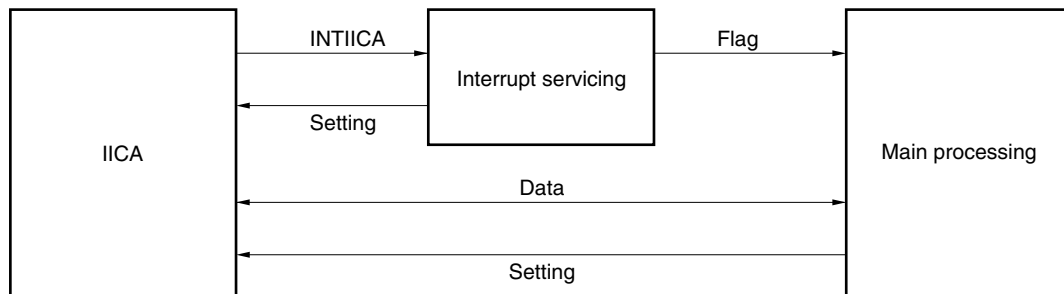 INTIICA
Flag
Interrupt servicing
Setting
IICA
Main processing
Data
Setting